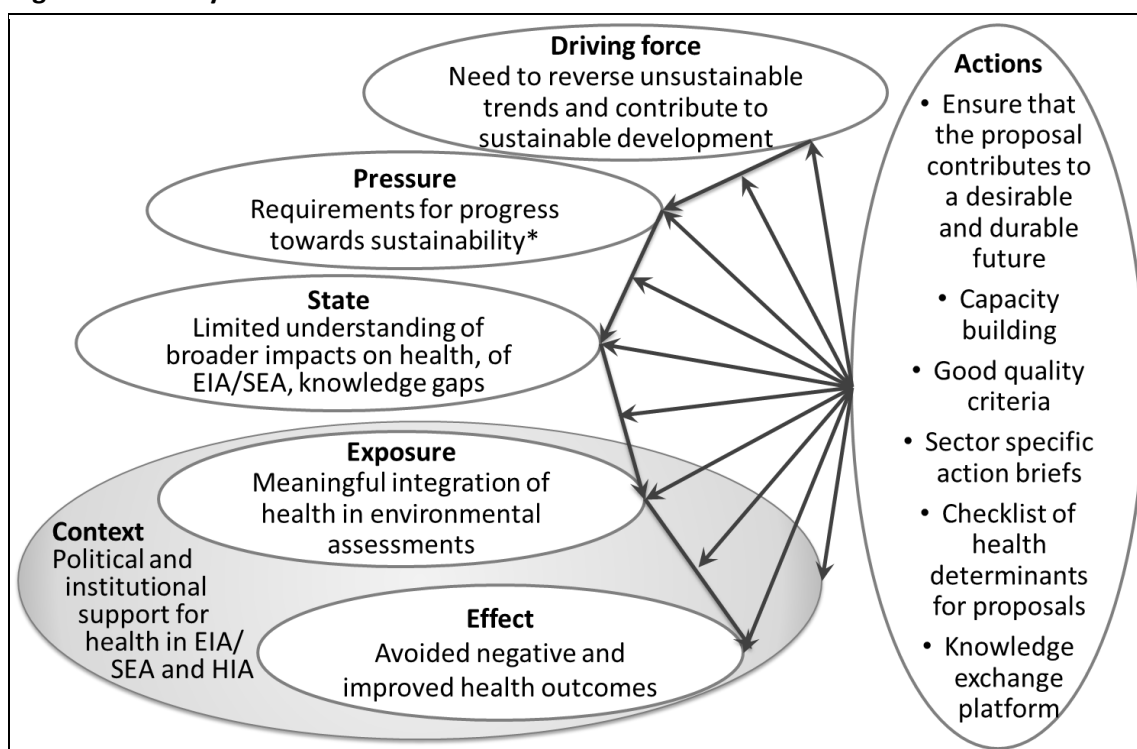 Driving force
Need to reverse unsustainable
trends and contribute to
sustainable development
Pressure
Requirements for progress
towards sustainability*
State
Limited understanding of
broader impacts on health, of
EIA/SEA, knowledge gaps
Exposure
Meaningful integration of
health in environmental
assessments
Context
Political and
institutional
support for
health in EIA/
SEA and HIA
Effect
Avoided negative and
improved health outcomes
Actions
• Ensure that
the proposal
contributes to
a desirable
and durable
future
• Capacity
building
• Good quality
criteria
• Sector specific
action briefs
• Checklist of
health
determinants
for proposals
• Knowledge
exchange
platform